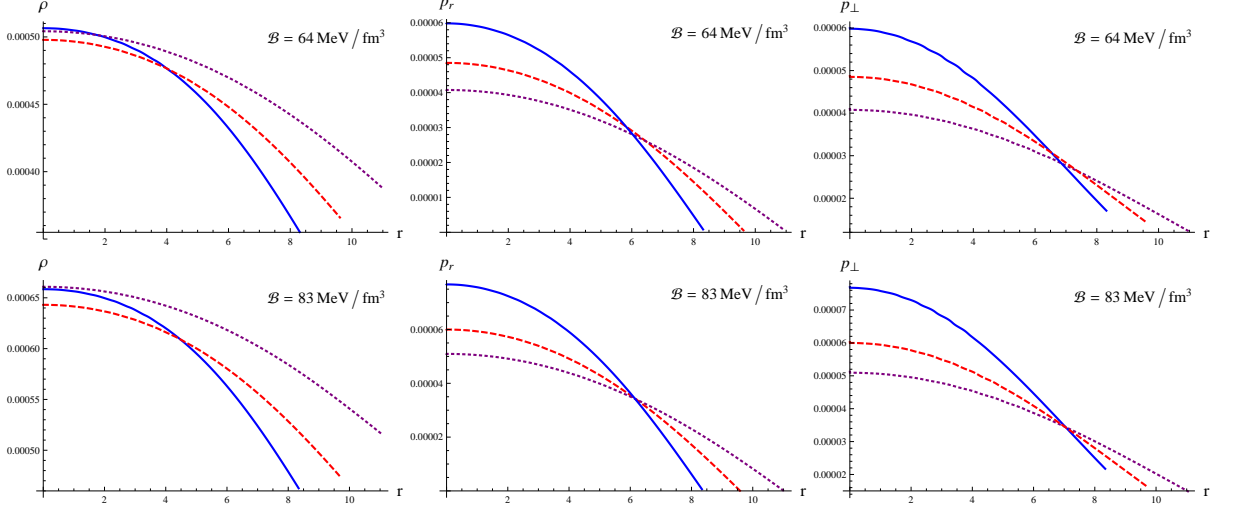 ρ
ℬ = 64 MeV / fm³
0.00050
0.00045
0.00040
2 4 6 8 10 r
p_r
ℬ = 64 MeV / fm³
0.00006
0.00005
0.00004
0.00003
0.00002
0.00001
2 4 6 8 10 r
p_⊥
ℬ = 64 MeV / fm³
0.00006
0.00005
0.00004
0.00003
0.00002
2 4 6 8 10 r
ρ
ℬ = 83 MeV / fm³
0.00065
0.00060
0.00055
0.00050
2 4 6 8 10 r
p_r
ℬ = 83 MeV / fm³
0.00006
0.00004
0.00002
2 4 6 8 10 r
p_⊥
ℬ = 83 MeV / fm³
0.00007
0.00006
0.00005
0.00004
0.00003
0.00002
2 4 6 8 10 r